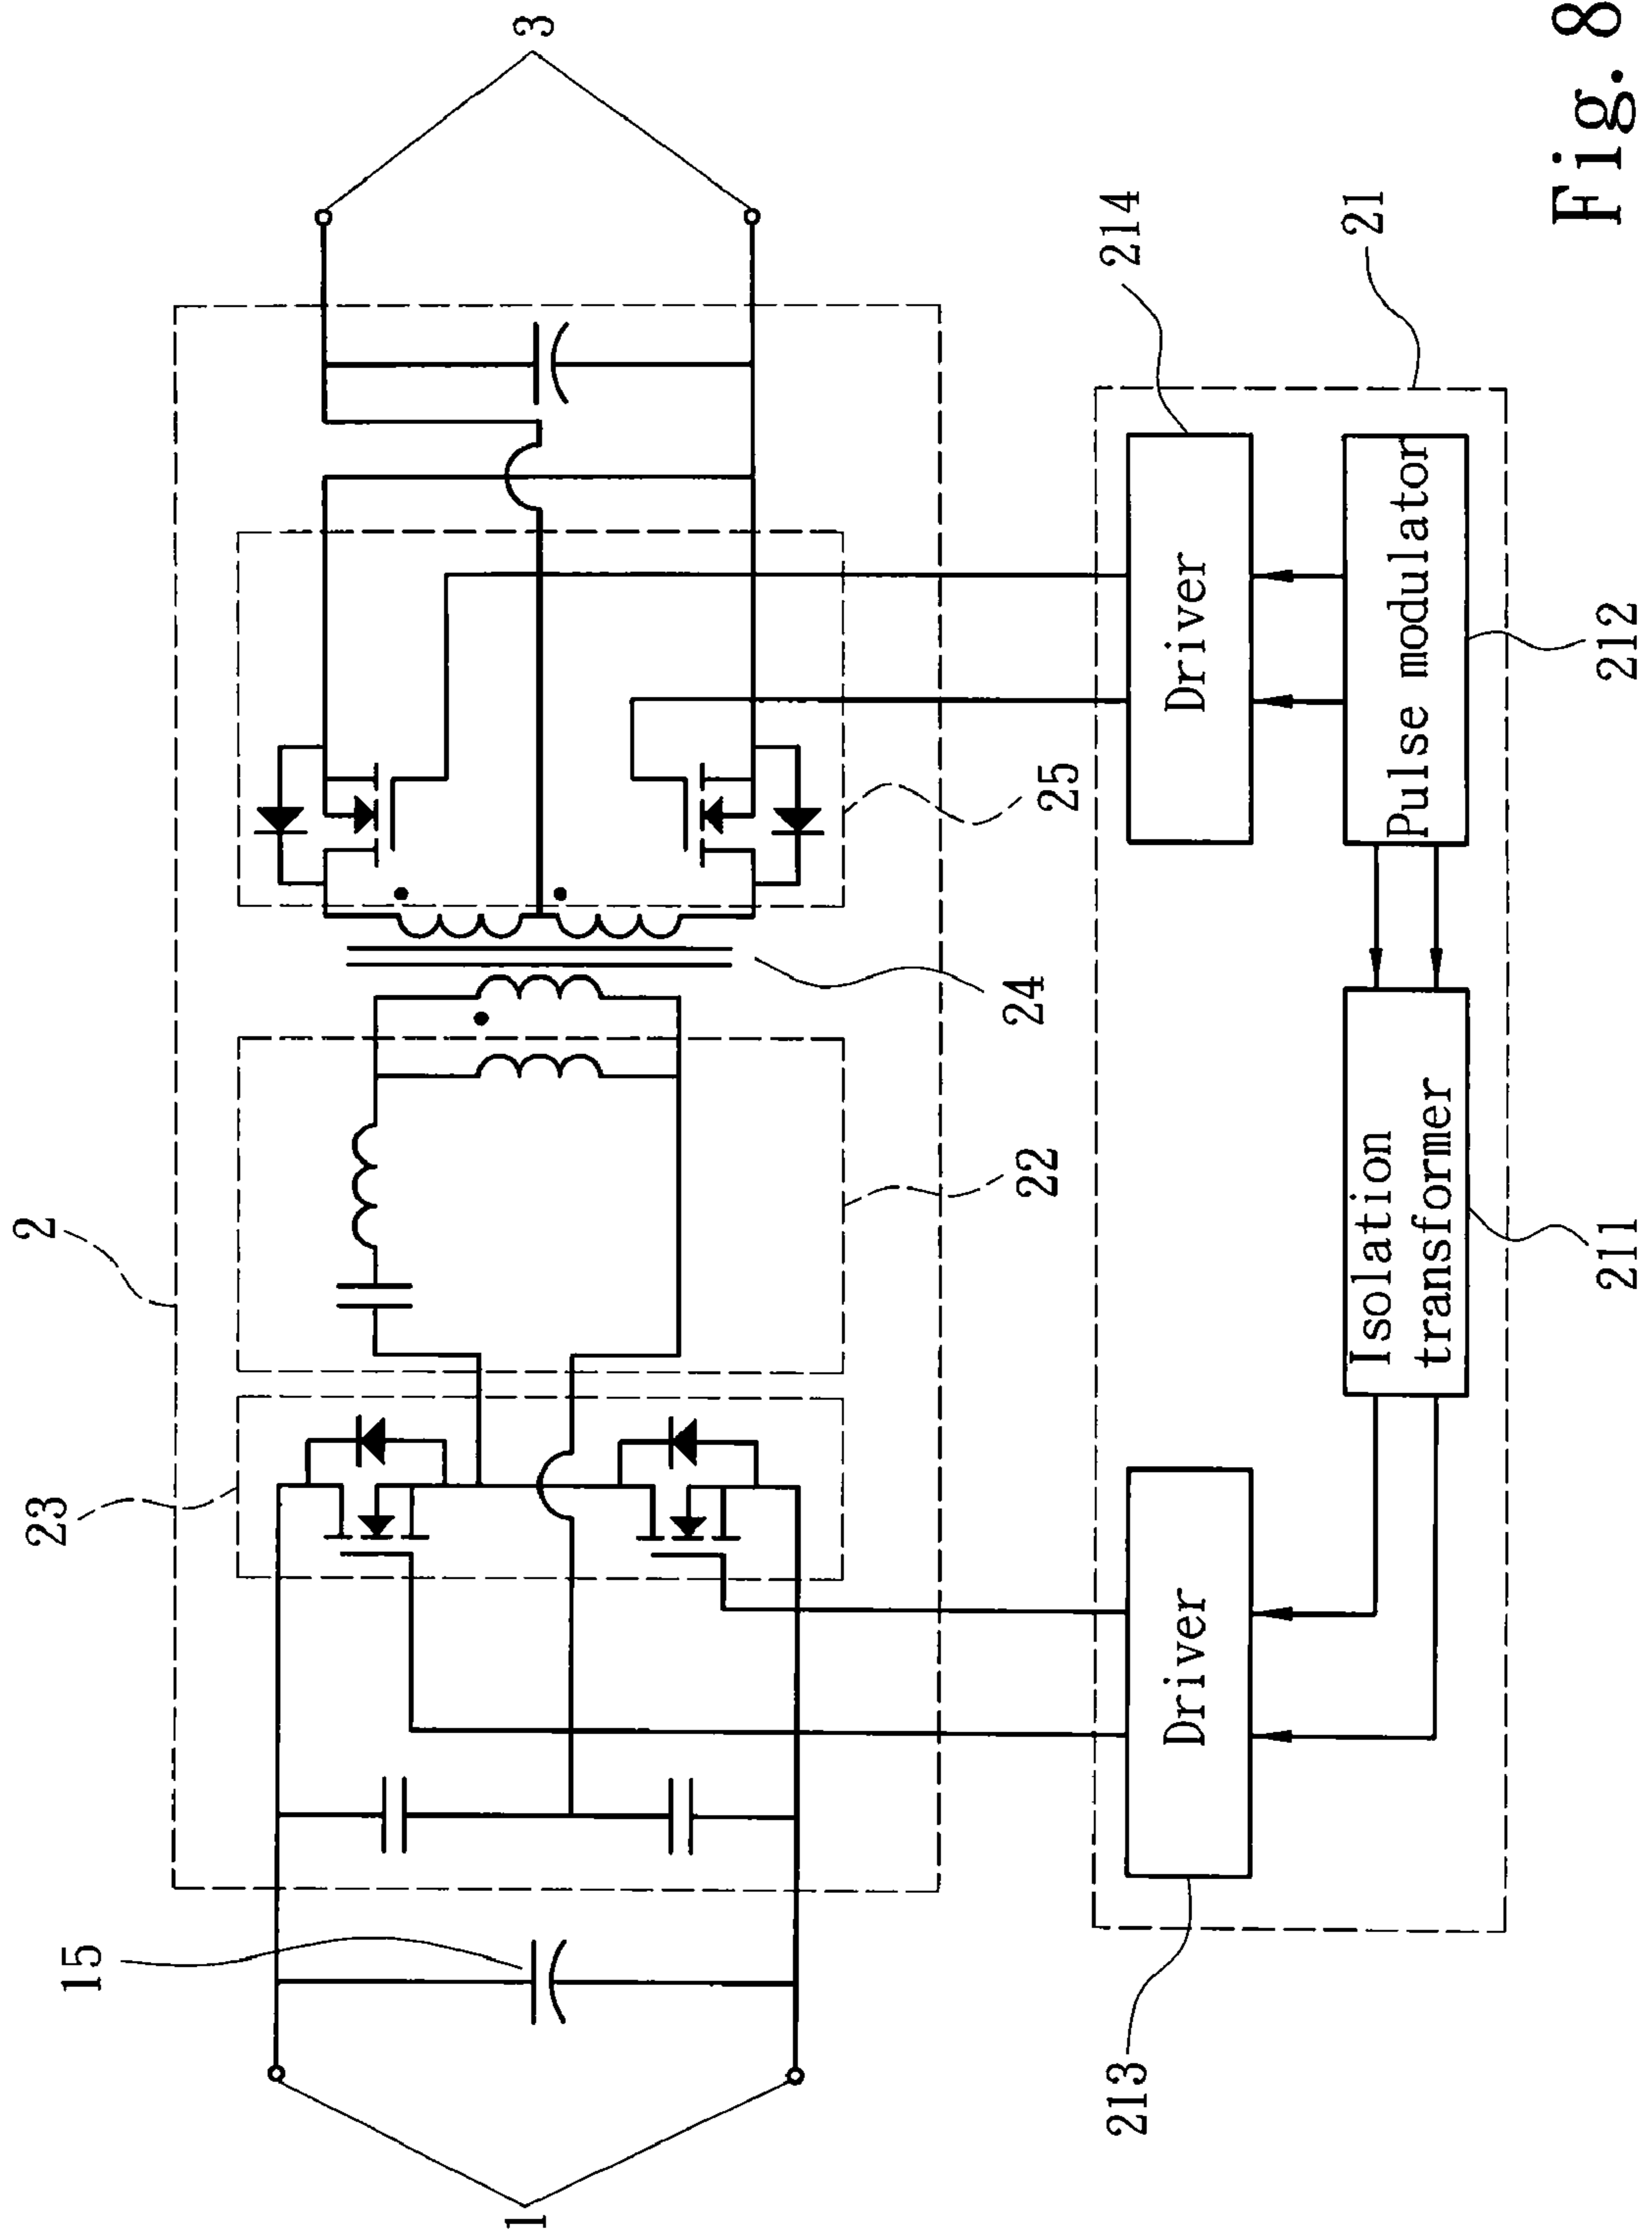 2
3
23
15
22
24
25
1
214
21
Driver
Driver
213
Isolation
transformer
Pulse modulator
211
212
Fig. 8